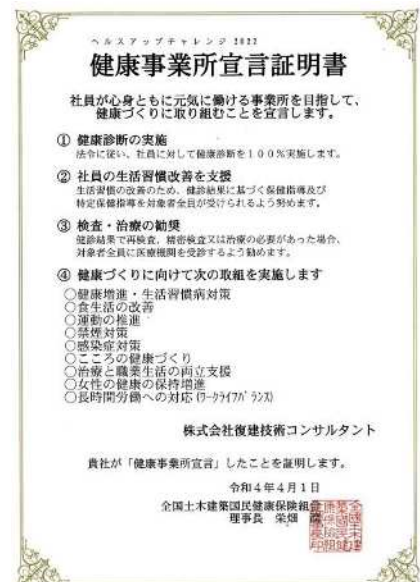 ヘルスアップチャレンジ 2022
健康事業所宣言証明書
社員が心身ともに元気に働ける事業所を目指して、
健康づくりに取り組むことを宣言します。
① 健康診断の実施
法令に従い、社員に対して健康診断を100％実施します。
② 社員の生活習慣改善を支援
生活習慣の改善のため、健診結果に基づく保健指導及び
特定保健指導を対象者全員が受けられるよう努めます。
③ 検査・治療の勧奨
健診結果で再検査、精密検査又は治療の必要があった場合、
対象者全員に医療機関を受診するよう勧めます。
④ 健康づくりに向けて次の取組を実施します
○健康増進・生活習慣病対策
○食生活の改善
○運動の推進
○禁煙対策
○感染症対策
○こころの健康づくり
○治療と職業生活の両立支援
○女性の健康の保持増進
○長時間労働への対応（ワークライフバランス）
株式会社復建技術コンサルタント
貴社が「健康事業所宣言」したことを証明します。
令和４年４月１日
全国土木建築国民健康保険組合
理事長 栄畑